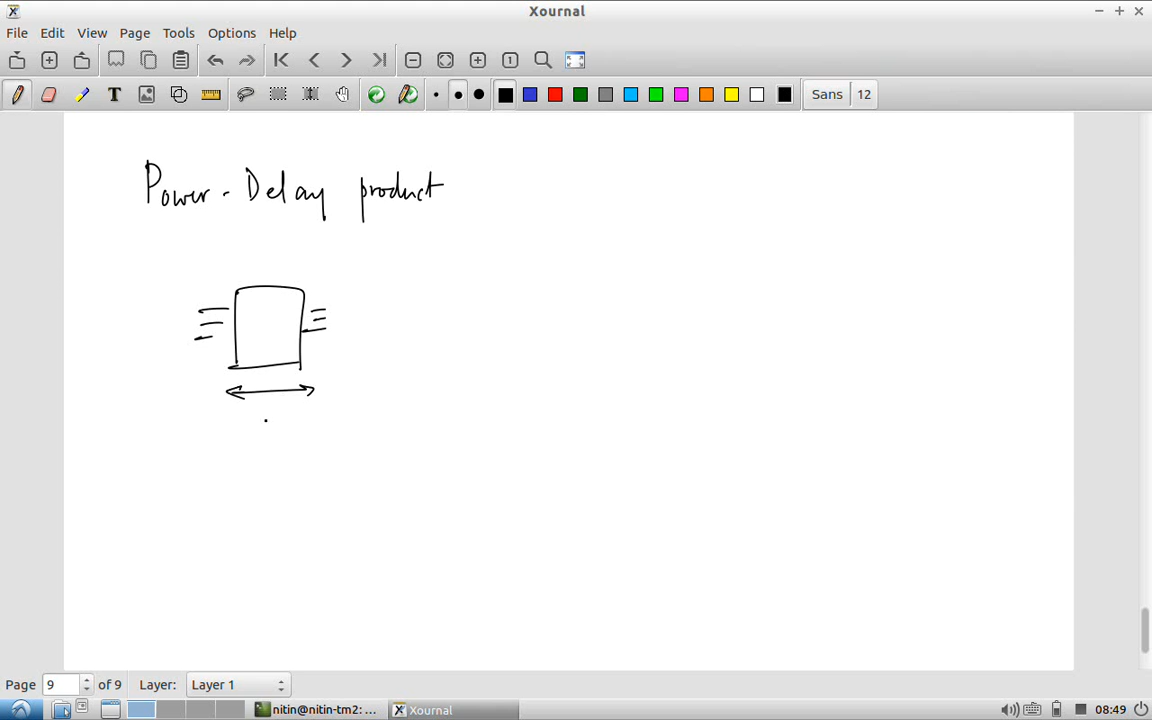 Xournal
File Edit View Page Tools Options Help
1
T Sans 12
Power - Delay product
Page 9 of 9 Layer: Layer 1
nitin@nitin-tm2: ... Xournal 08:49